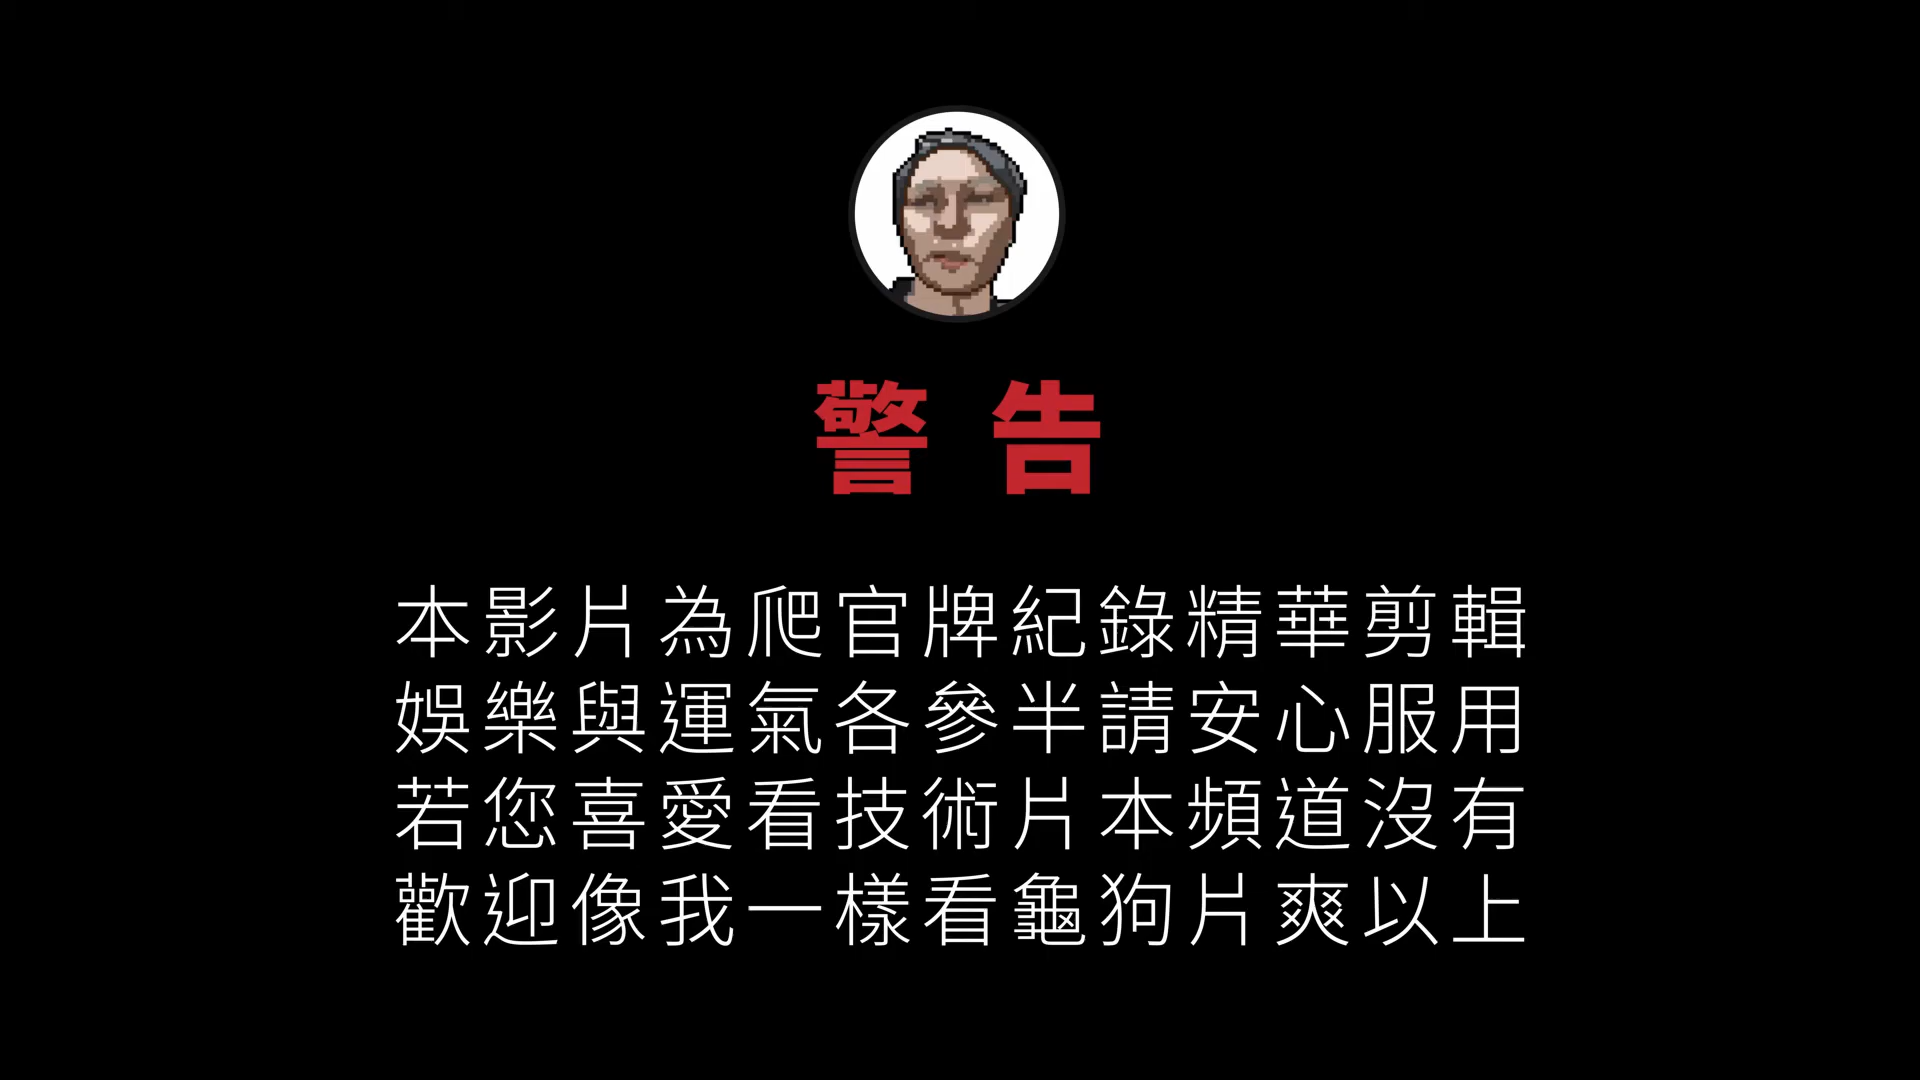 警告
本影片為爬官牌紀錄精華剪輯
娛樂與運氣各參半請安心服用
若您喜愛看技術片本頻道沒有
歡迎像我一樣看龜狗片爽以上